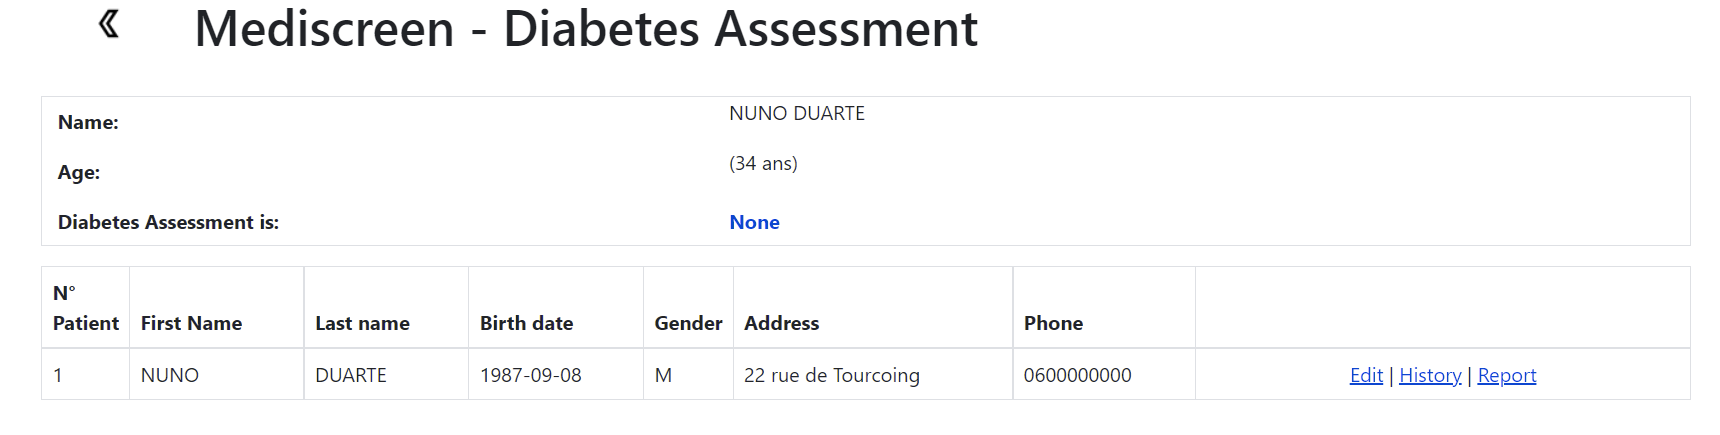 Mediscreen - Diabetes Assessment
Name: NUNO DUARTE
Age: (34 ans)
Diabetes Assessment is: None
N° Patient First Name Last name Birth date Gender Address Phone
1 NUNO DUARTE 1987-09-08 M 22 rue de Tourcoing 0600000000 Edit | History | Report